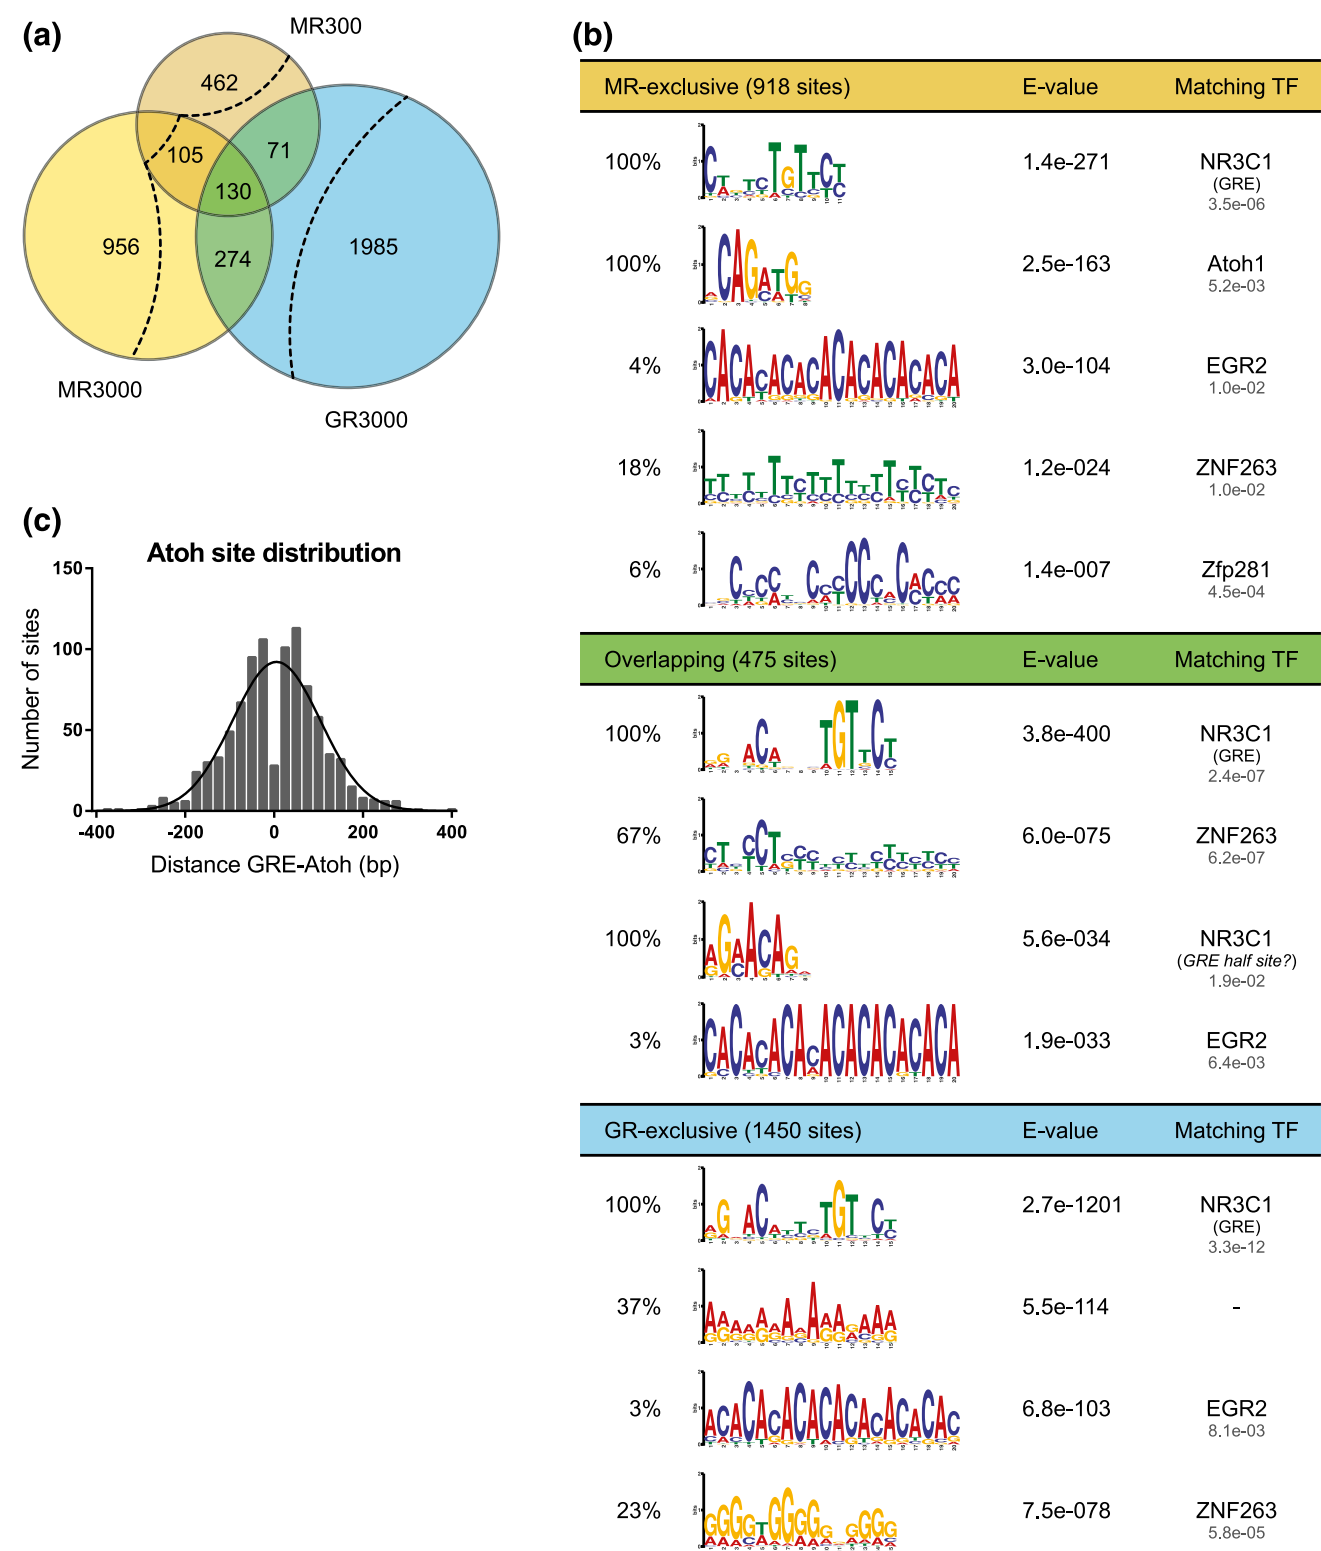 (a)
MR300
462
105
71
130
956
274
1985
MR3000
GR3000
(b)
MR-exclusive (918 sites) E-value Matching TF
100% 1.4e-271 NR3C1
(GRE)
3.5e-06
100% 2.5e-163 Atoh1
5.2e-03
4% 3.0e-104 EGR2
1.0e-02
18% 1.2e-024 ZNF263
1.0e-02
6% 1.4e-007 Zfp281
4.5e-04
Overlapping (475 sites) E-value Matching TF
100% 3.8e-400 NR3C1
(GRE)
2.4e-07
67% 6.0e-075 ZNF263
6.2e-07
100% 5.6e-034 NR3C1
(GRE half site?)
1.9e-02
3% 1.9e-033 EGR2
6.4e-03
GR-exclusive (1450 sites) E-value Matching TF
100% 2.7e-1201 NR3C1
(GRE)
3.3e-12
37% 5.5e-114 -
3% 6.8e-103 EGR2
8.1e-03
23% 7.5e-078 ZNF263
5.8e-05
(c)
Atoh site distribution
Number of sites
150
100
50
0
-400 -200 0 200 400
Distance GRE-Atoh (bp)